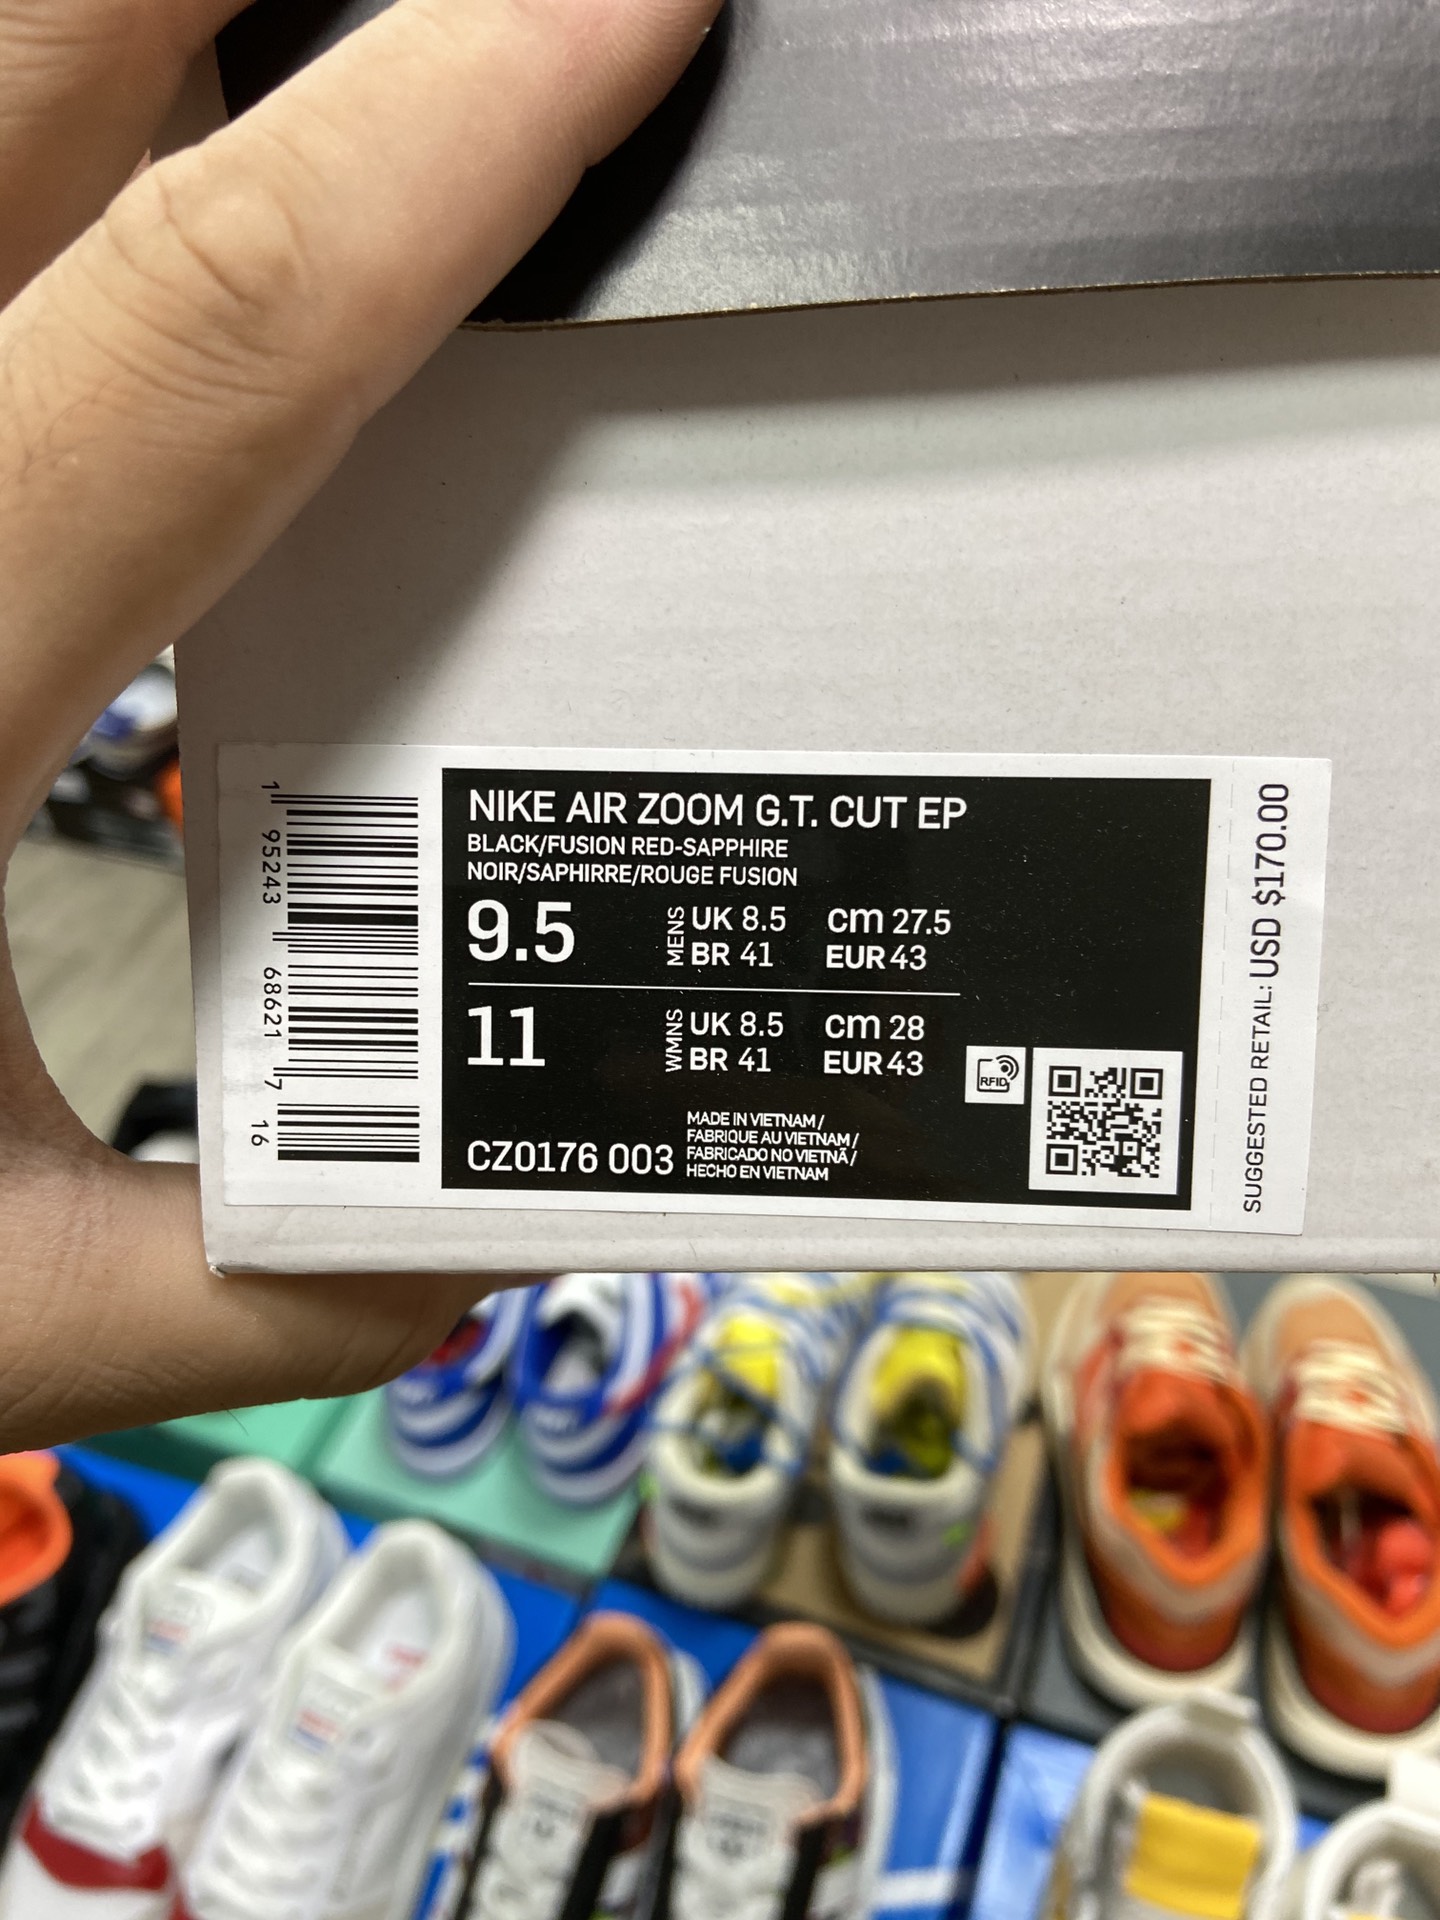 NIKE AIR ZOOM G.T. CUT EP
BLACK/FUSION RED-SAPPHIRE
NOIR/SAPHIRRE/ROUGE FUSION
9.5
MENS
UK 8.5
cm 27.5
BR 41
EUR 43
11
WMNS
UK 8.5
cm 28
BR 41
EUR 43
RFID
CZ0176 003
MADE IN VIETNAM /
FABRIQUE AU VIETNAM /
FABRICADO NO VIETNÃ /
HECHO EN VIETNAM
1 95243 68621 7 16
SUGGESTED RETAIL: USD $170.00